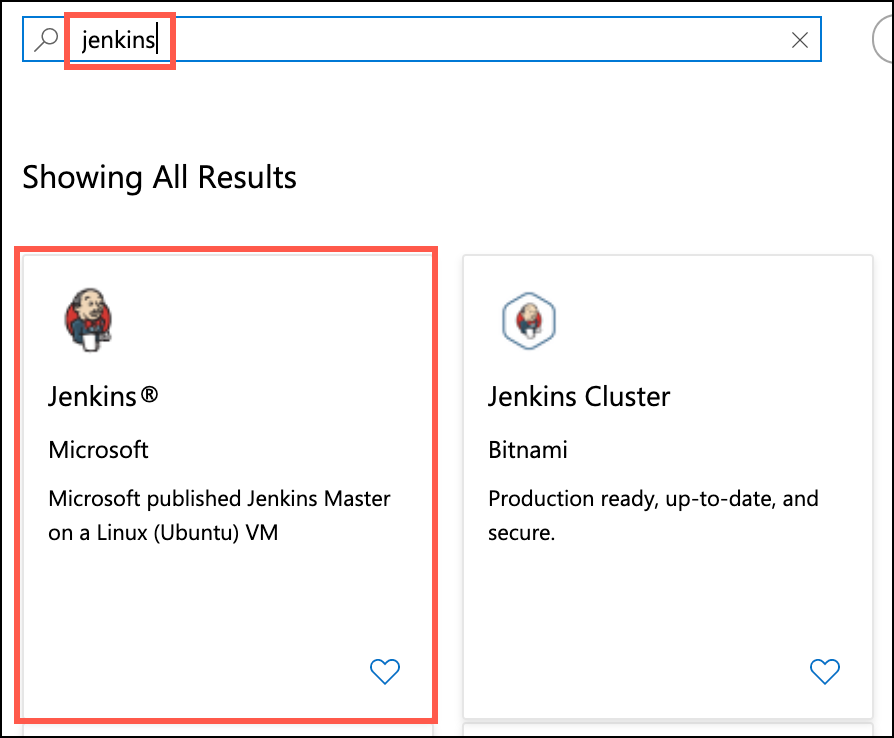 jenkins
Showing All Results
Jenkins®
Microsoft
Microsoft published Jenkins Master
on a Linux (Ubuntu) VM
Jenkins Cluster
Bitnami
Production ready, up-to-date, and
secure.